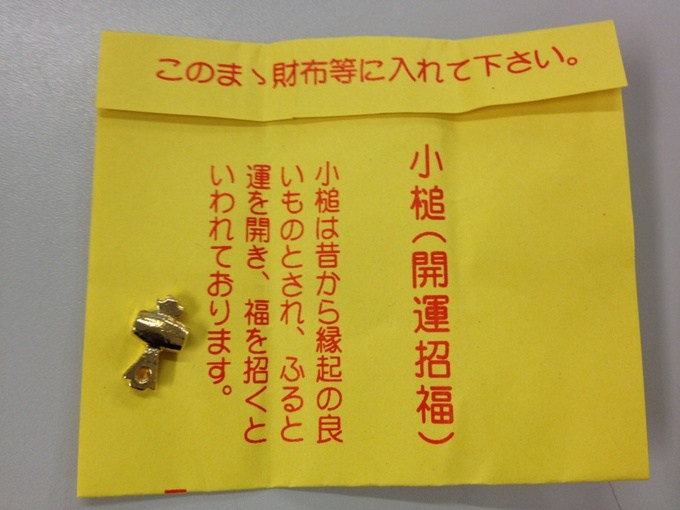 このまゝ財布等に入れて下さい。
小槌(開運招福)
小槌は昔から縁起の良
いものとされ、ふると
運を開き、福を招くと
いわれております。